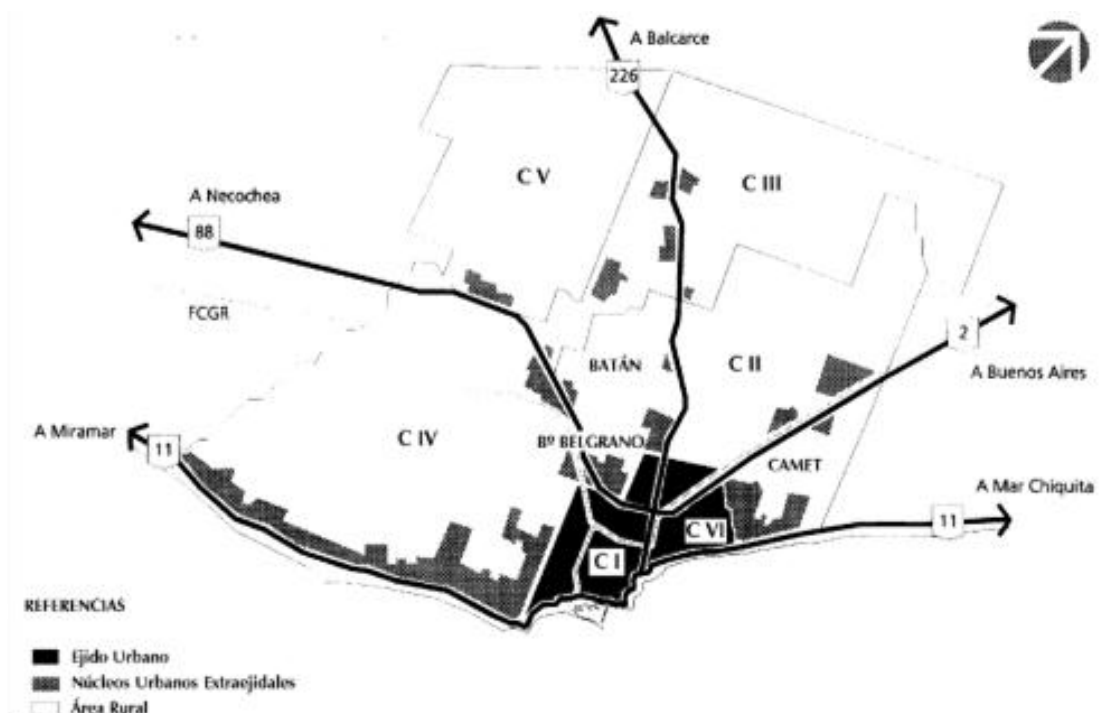 A Balcarce
226
C V
C III
A Necochea
88
FCGR
2
A Buenos Aires
BATÁN
C II
A Miramar
11
C IV
Bº BELGRANO
CAMET
A Mar Chiquita
11
C VI
C I
REFERENCIAS
Ejido Urbano
Núcleos Urbanos Extraejidales
Área Rural